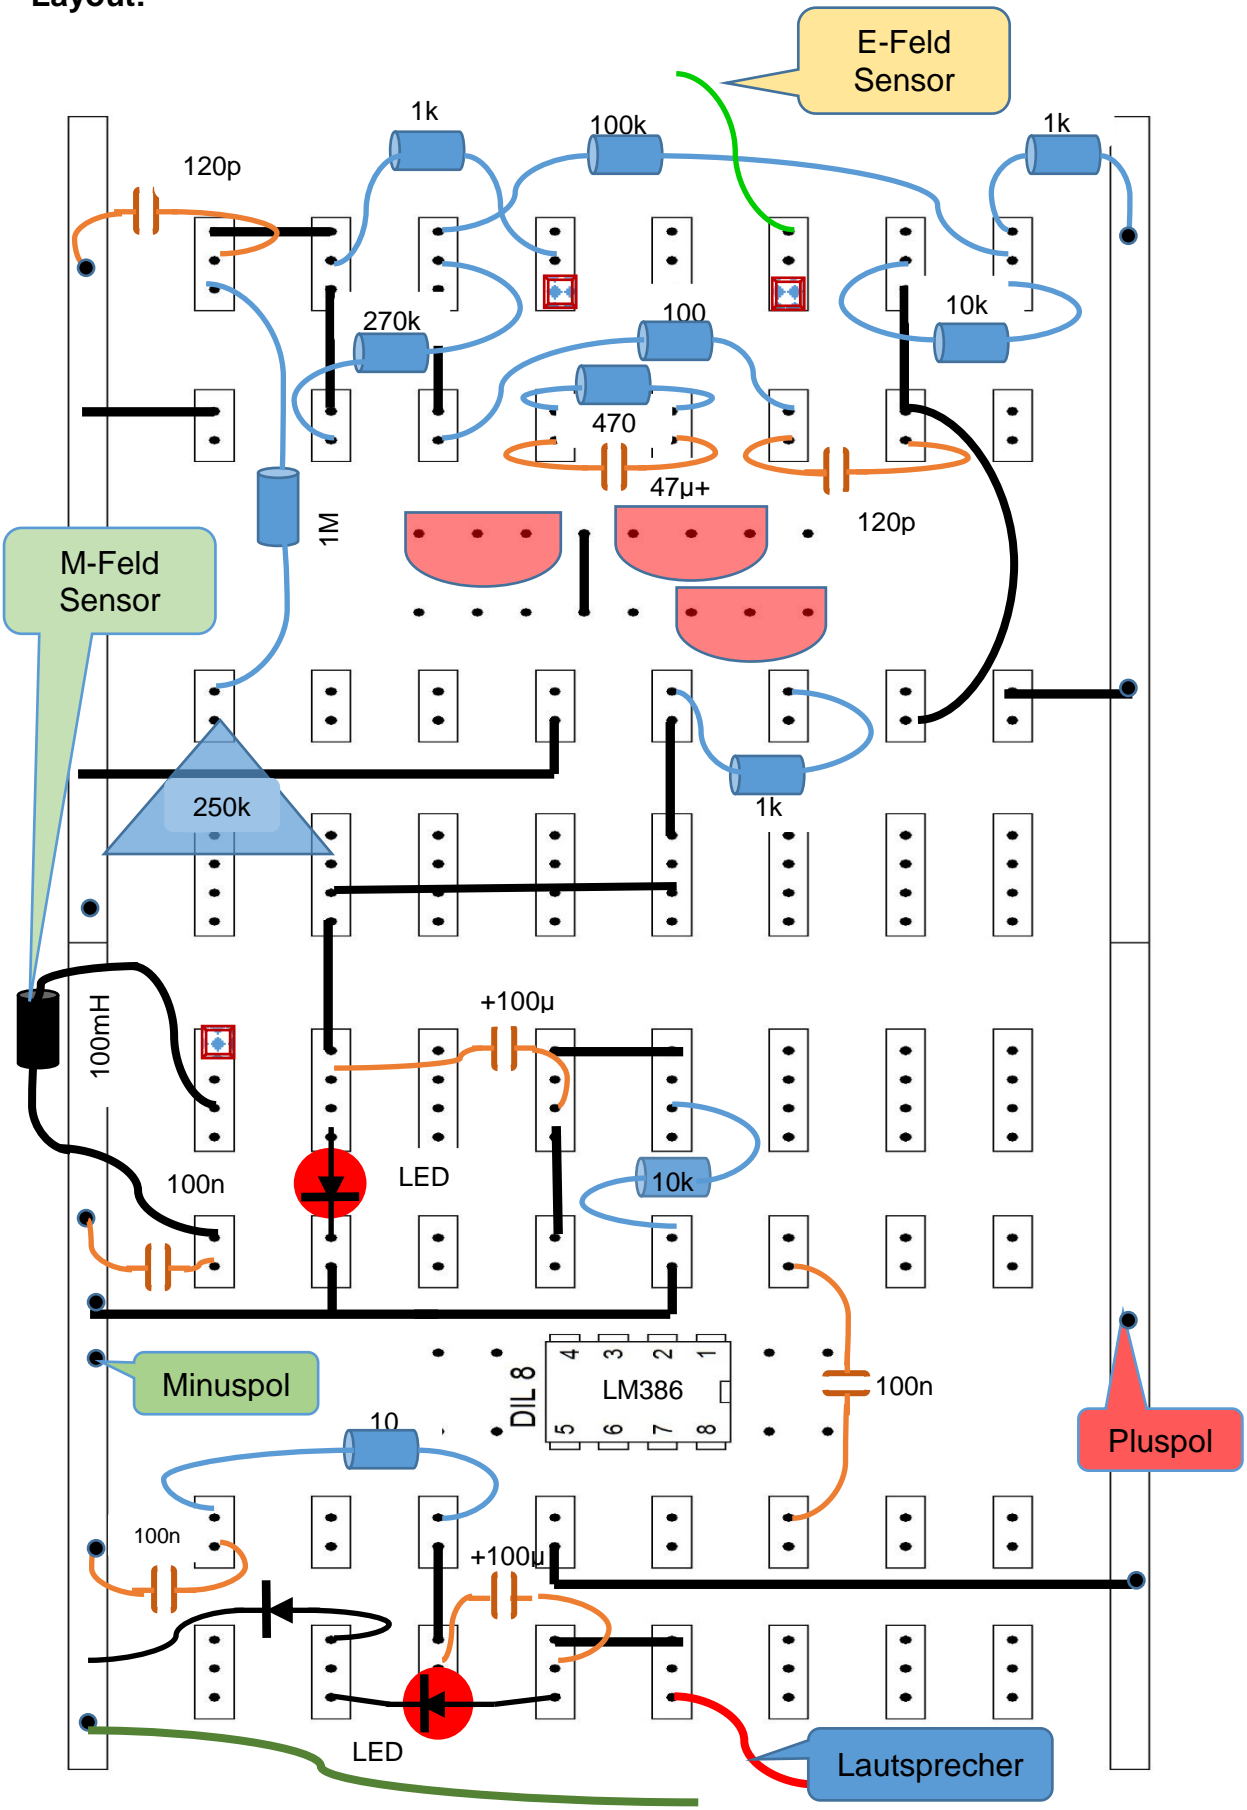 Layout:
E-Feld
Sensor
1k
100k
1k
120p
270k
100
10k
470
47µ+
120p
1M
M-Feld
Sensor
250k
1k
100mH
+100µ
LED
100n
10k
4 3 2 1
DIL 8
LM386
5 6 7 8
100n
Minuspol
Pluspol
10
100n
+100µ
LED
Lautsprecher